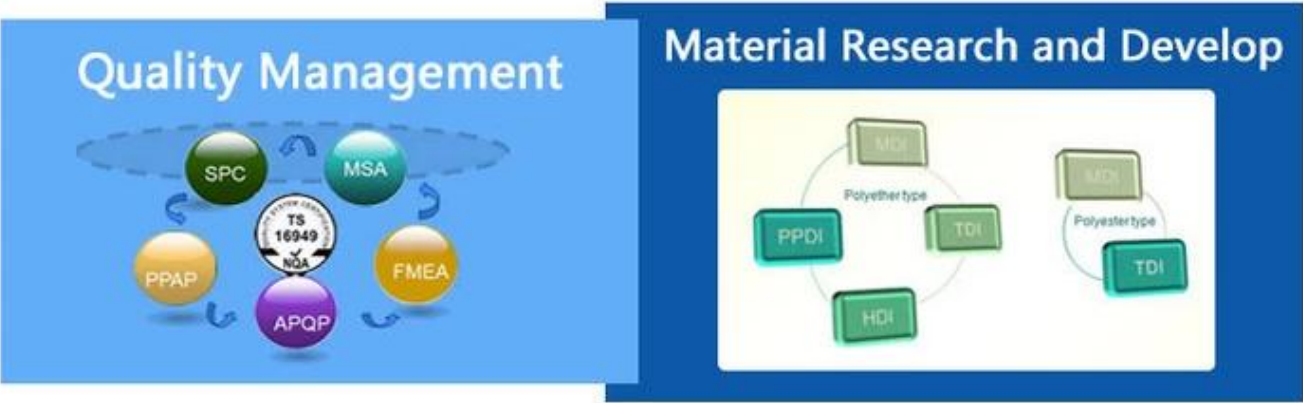 Quality Management
SPC
MSA
PPAP
TS
16949
NQA
FMEA
APQP
Material Research and Develop
MDI
Polyether type
PPDI
TDI
HDI
MDI
Polyester type
TDI